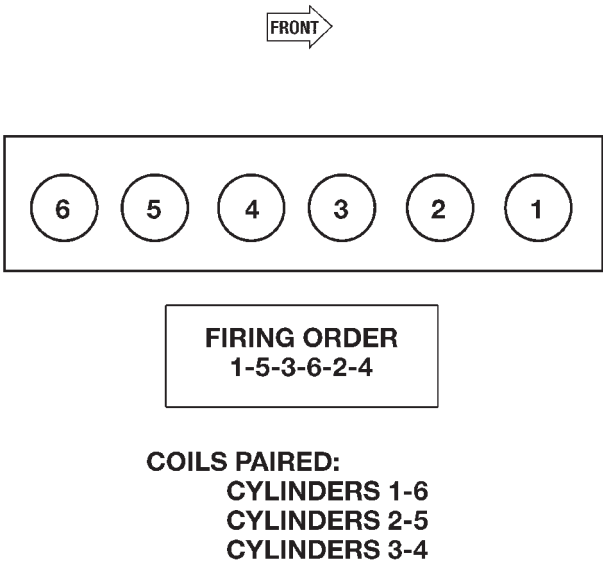 FRONT
6 5 4 3 2 1
FIRING ORDER
1-5-3-6-2-4
COILS PAIRED:
CYLINDERS 1-6
CYLINDERS 2-5
CYLINDERS 3-4